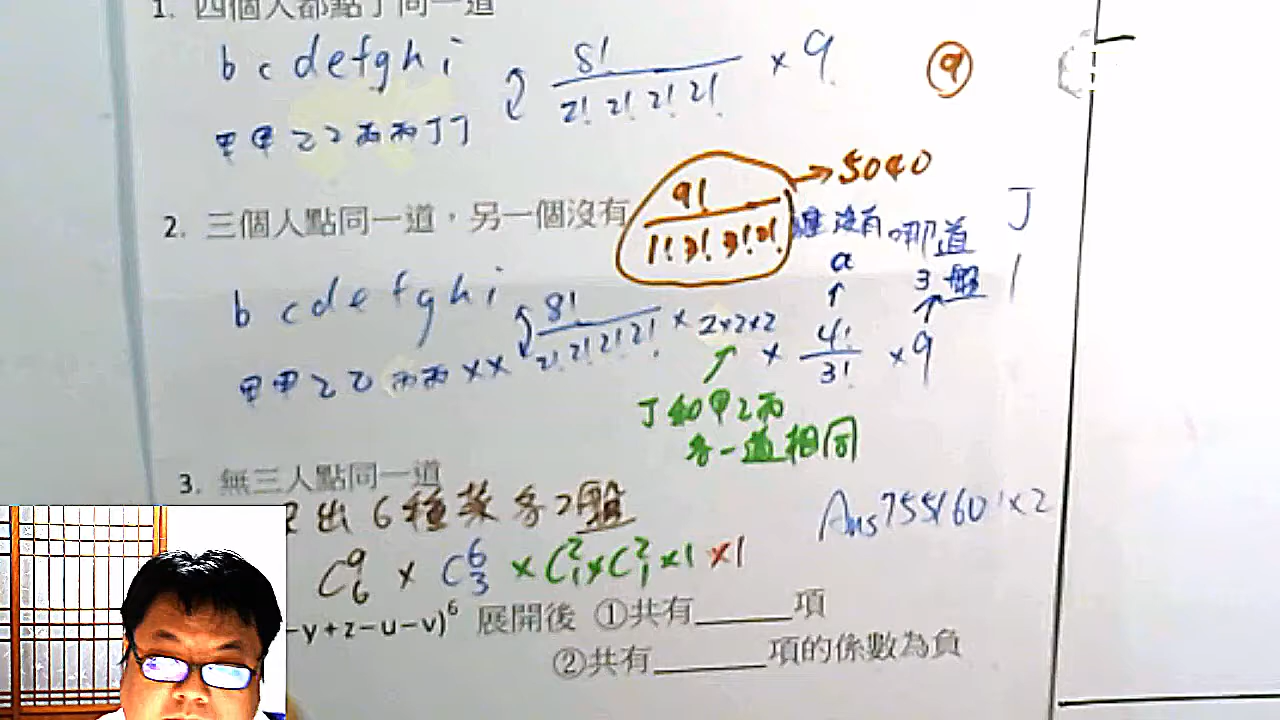 1. 四個人都點了同一道
b c d e f g h i
8! / 2! 2! 2! 2! × 9
9
甲 甲 乙 乙 丙 丙 丁 丁
2. 三個人點同一道，另一個沒有
9! / 1! 3! 3! 2! → 5040
誰沒有 哪道
丁
a
3盤
1
b c d e f g h i
8! / 2! 2! 2! 2! × 2×2×2 × 4! / 3! × 9
甲 甲 乙 乙 丙 丙 × ×
丁和甲乙丙
各一道相同
3. 無三人點同一道
出 6 種菜各2盤
Ans 755160 × 2
C⁹₆ × C⁶₃ × C²₁ × C²₁ × 1 × 1
－y＋z－u－v)⁶ 展開後 ①共有______項
②共有______項的係數為負